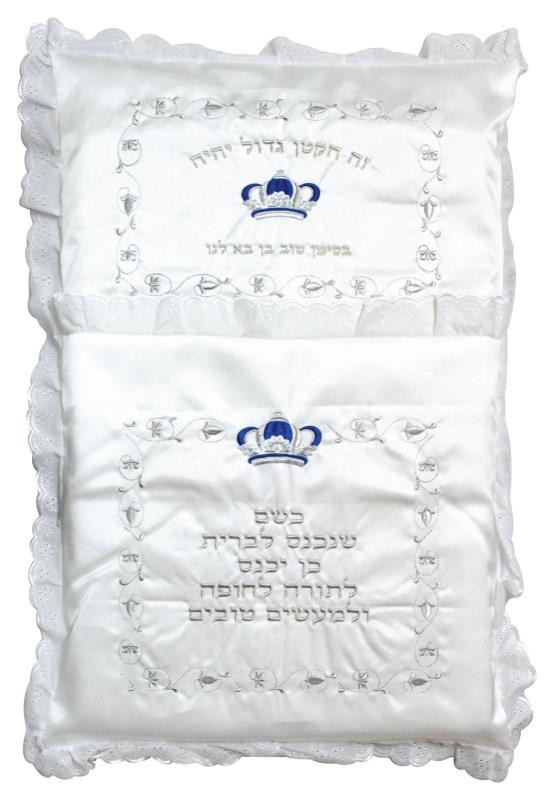 זה הקטן גדול יהיה
בסימן טוב בן בא לנו
כשם
שנכנס לברית
כן יכנס
לתורה לחופה
ולמעשים טובים